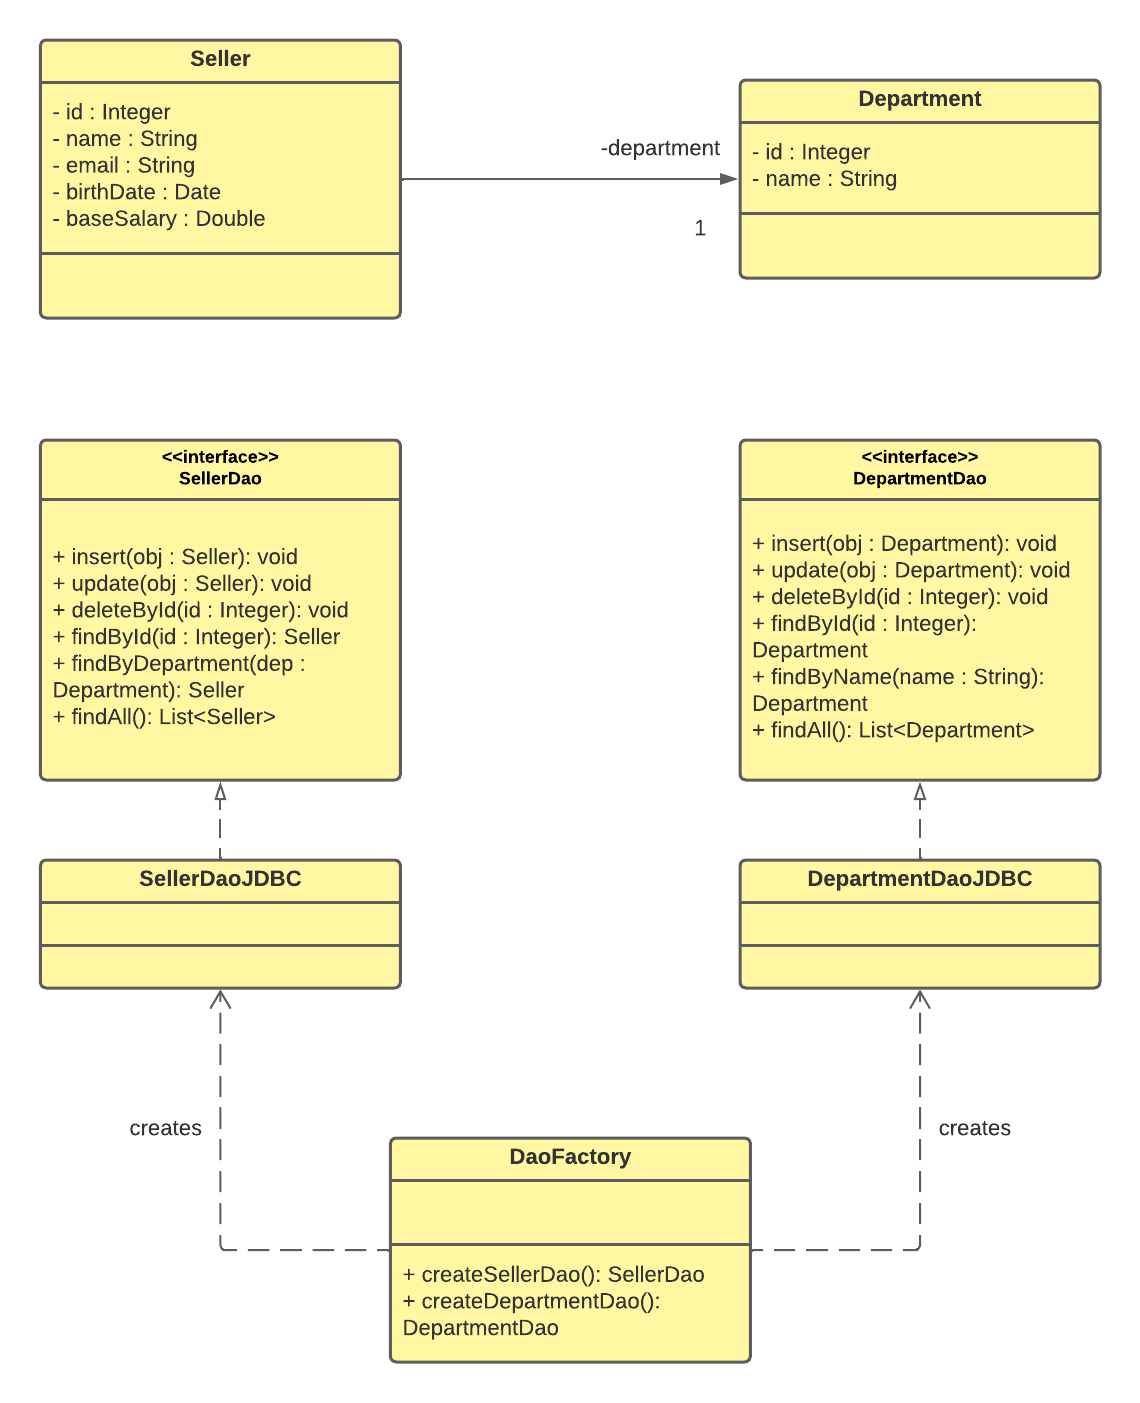 Seller
- id : Integer
- name : String
- email : String
- birthDate : Date
- baseSalary : Double
-department
1
Department
- id : Integer
- name : String
<<interface>>
SellerDao
+ insert(obj : Seller): void
+ update(obj : Seller): void
+ deleteById(id : Integer): void
+ findById(id : Integer): Seller
+ findByDepartment(dep :
Department): Seller
+ findAll(): List<Seller>
<<interface>>
DepartmentDao
+ insert(obj : Department): void
+ update(obj : Department): void
+ deleteById(id : Integer): void
+ findById(id : Integer):
Department
+ findByName(name : String):
Department
+ findAll(): List<Department>
SellerDaoJDBC
DepartmentDaoJDBC
creates
creates
DaoFactory
+ createSellerDao(): SellerDao
+ createDepartmentDao():
DepartmentDao